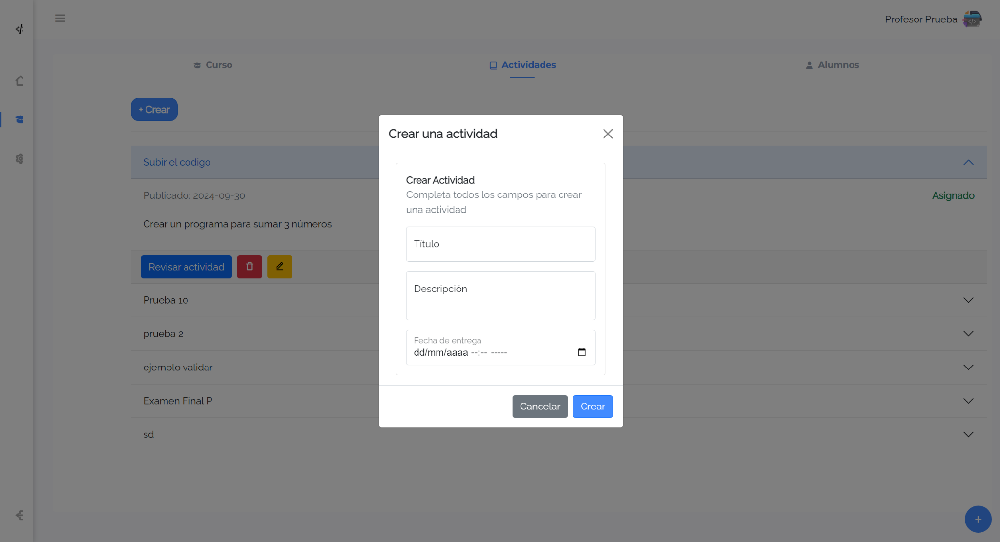 Profesor Prueba
Curso
Actividades
Alumnos
+ Crear
Crear una actividad
Subir el codigo
Crear Actividad
Completa todos los campos para crear
una actividad
Publicado: 2024-09-30
Asignado
Crear un programa para sumar 3 números
Título
Revisar actividad
Descripción
Prueba 10
prueba 2
Fecha de entrega
dd/mm/aaaa --:-- -----
ejemplo validar
Examen Final P
Cancelar
Crear
sd